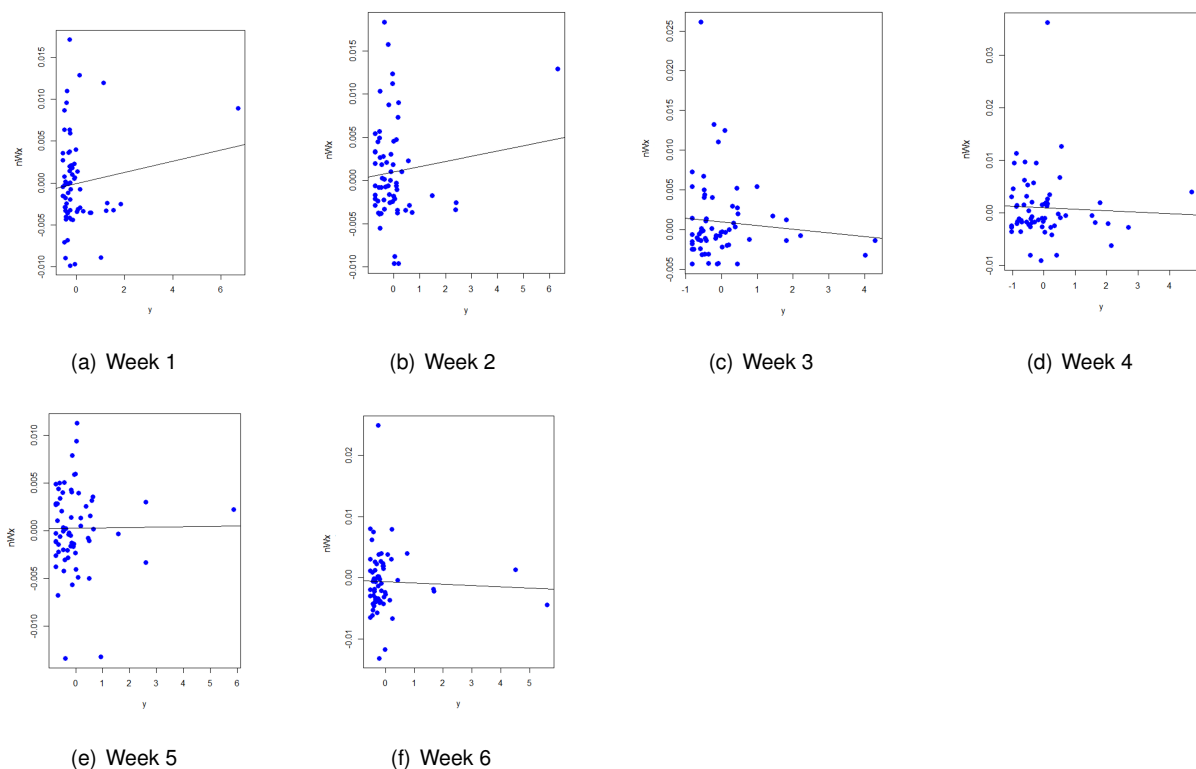 nWx
0.015
0.010
0.005
0.000
-0.005
-0.010
0 2 4 6
y
(a) Week 1
nWx
0.015
0.010
0.005
0.000
-0.005
-0.010
0 1 2 3 4 5 6
y
(b) Week 2
nWx
0.025
0.020
0.015
0.010
0.005
0.000
-0.005
-1 0 1 2 3 4
y
(c) Week 3
nWx
0.03
0.02
0.01
0.00
-0.01
-1 0 1 2 3 4
y
(d) Week 4
nWx
0.010
0.005
0.000
-0.005
-0.010
0 1 2 3 4 5 6
y
(e) Week 5
nWx
0.02
0.01
0.00
-0.01
0 1 2 3 4 5
y
(f) Week 6